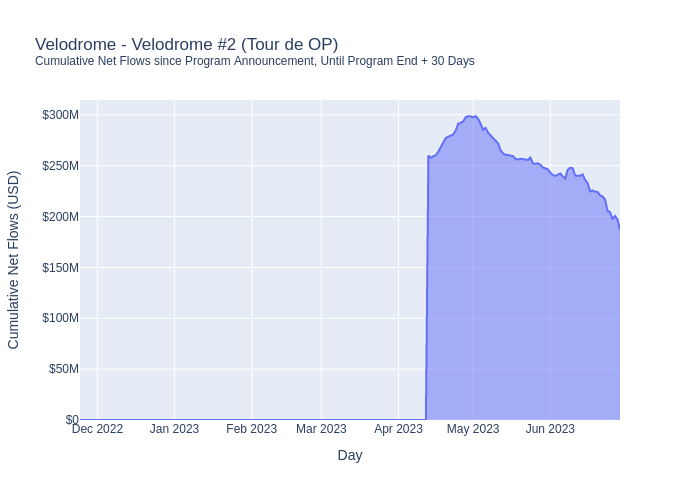 Velodrome - Velodrome #2 (Tour de OP)
Cumulative Net Flows since Program Announcement, Until Program End + 30 Days
Cumulative Net Flows (USD)
$300M
$250M
$200M
$150M
$100M
$50M
$0
Dec 2022 Jan 2023 Feb 2023 Mar 2023 Apr 2023 May 2023 Jun 2023
Day